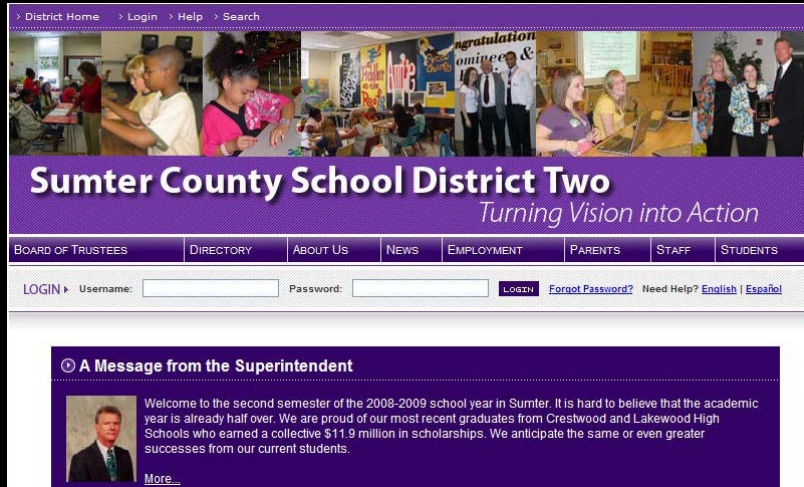 › District Home › Login › Help › Search
ngratulation
ominees &
Sumter County School District Two
Turning Vision into Action
BOARD OF TRUSTEES DIRECTORY ABOUT US NEWS EMPLOYMENT PARENTS STAFF STUDENTS
LOGIN Username: Password: LOGIN Forgot Password? Need Help? English | Español
A Message from the Superintendent
Welcome to the second semester of the 2008-2009 school year in Sumter. It is hard to believe that the academic
year is already half over. We are proud of our most recent graduates from Crestwood and Lakewood High
Schools who earned a collective $11.9 million in scholarships. We anticipate the same or even greater
successes from our current students.
More...